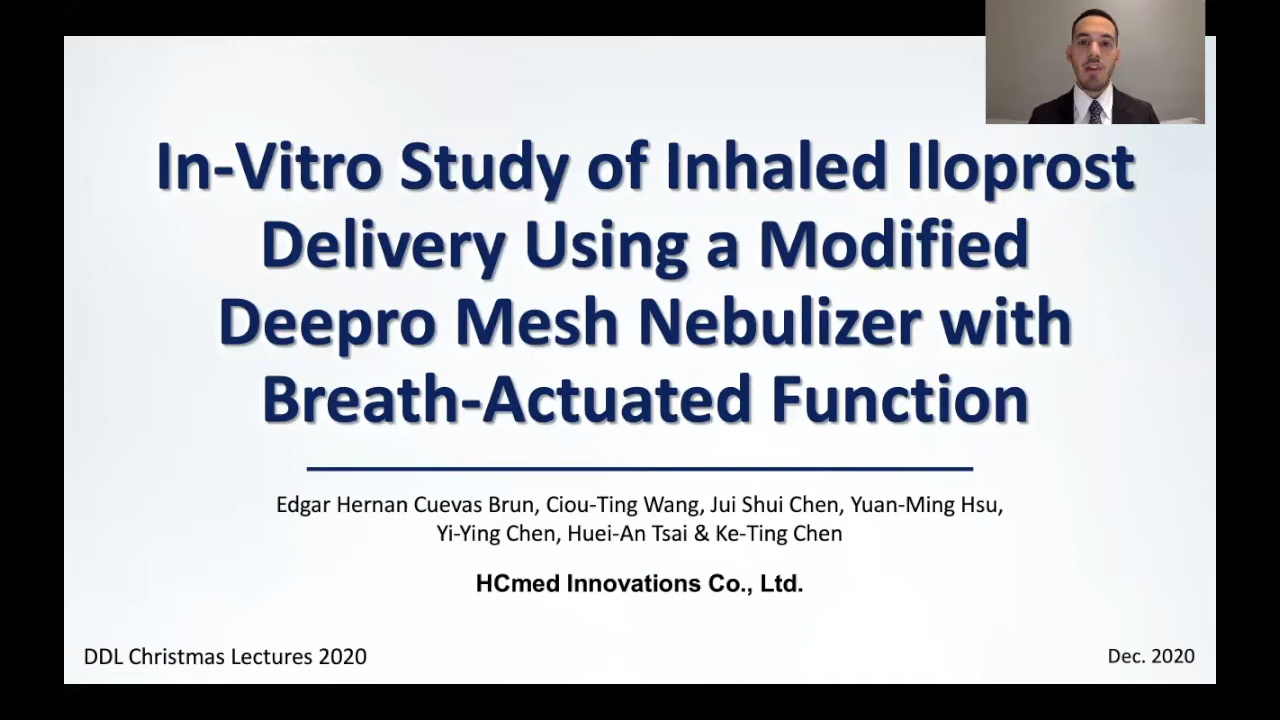 In-Vitro Study of Inhaled Iloprost
Delivery Using a Modified
Deepro Mesh Nebulizer with
Breath-Actuated Function
Edgar Hernan Cuevas Brun, Ciou-Ting Wang, Jui Shui Chen, Yuan-Ming Hsu,
Yi-Ying Chen, Huei-An Tsai & Ke-Ting Chen
HCmed Innovations Co., Ltd.
DDL Christmas Lectures 2020
Dec. 2020